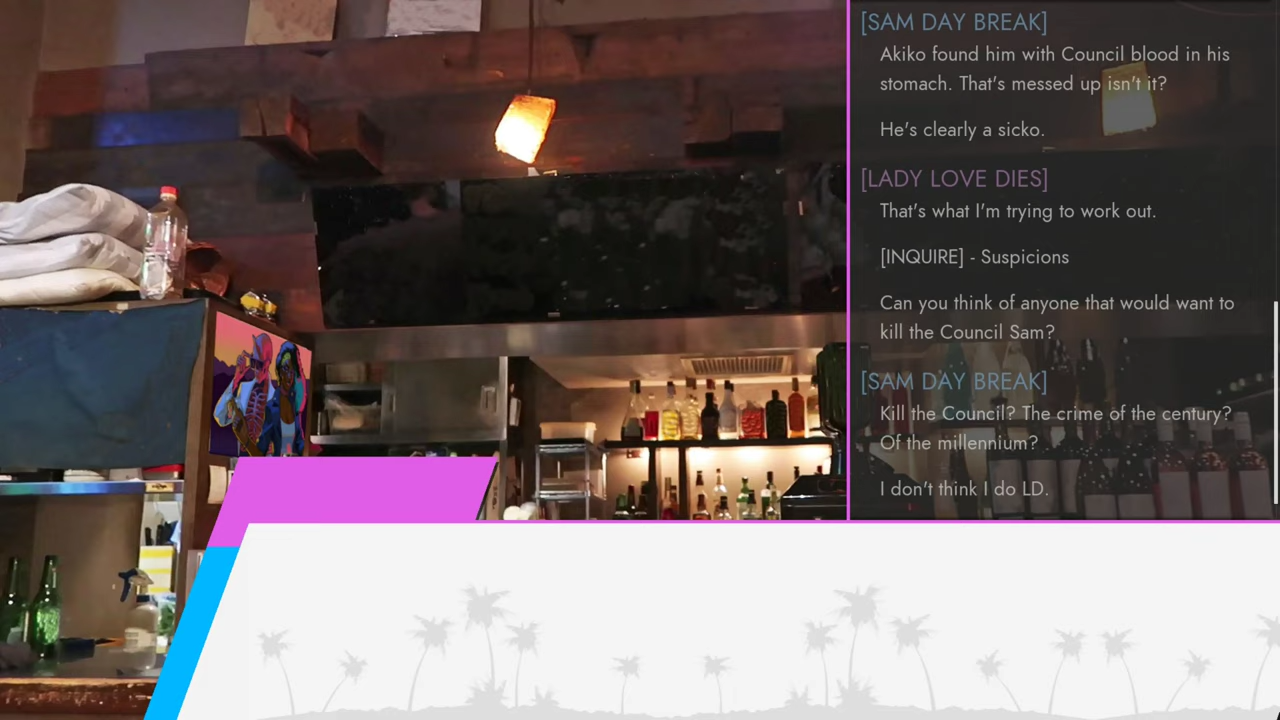 [SAM DAY BREAK]
Akiko found him with Council blood in his
stomach. That's messed up isn't it?
He's clearly a sicko.
[LADY LOVE DIES]
That's what I'm trying to work out.
[INQUIRE] - Suspicions
Can you think of anyone that would want to
kill the Council Sam?
[SAM DAY BREAK]
Kill the Council? The crime of the century?
Of the millennium?
I don't think I do LD.